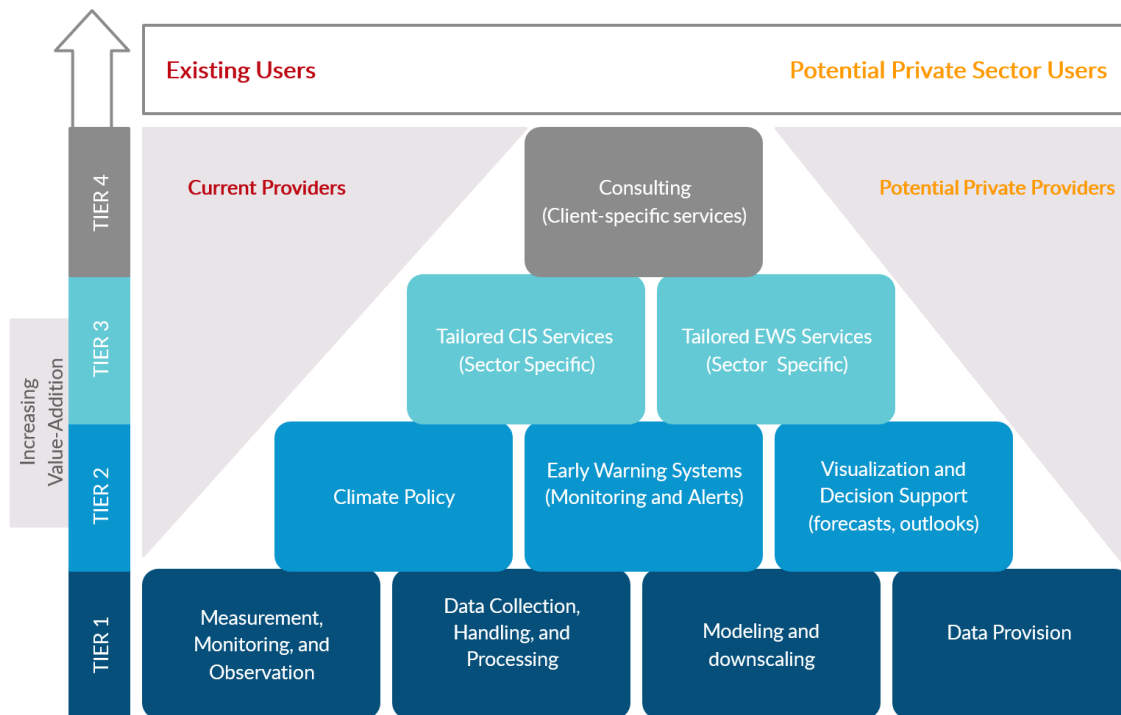 Existing Users
Potential Private Sector Users
Current Providers
Potential Private Providers
TIER 4
Consulting
(Client-specific services)
TIER 3
Tailored CIS Services
(Sector Specific)
Tailored EWS Services
(Sector Specific)
Increasing
Value-Addition
TIER 2
Climate Policy
Early Warning Systems
(Monitoring and Alerts)
Visualization and
Decision Support
(forecasts, outlooks)
TIER 1
Measurement,
Monitoring, and
Observation
Data Collection,
Handling, and
Processing
Modeling and
downscaling
Data Provision